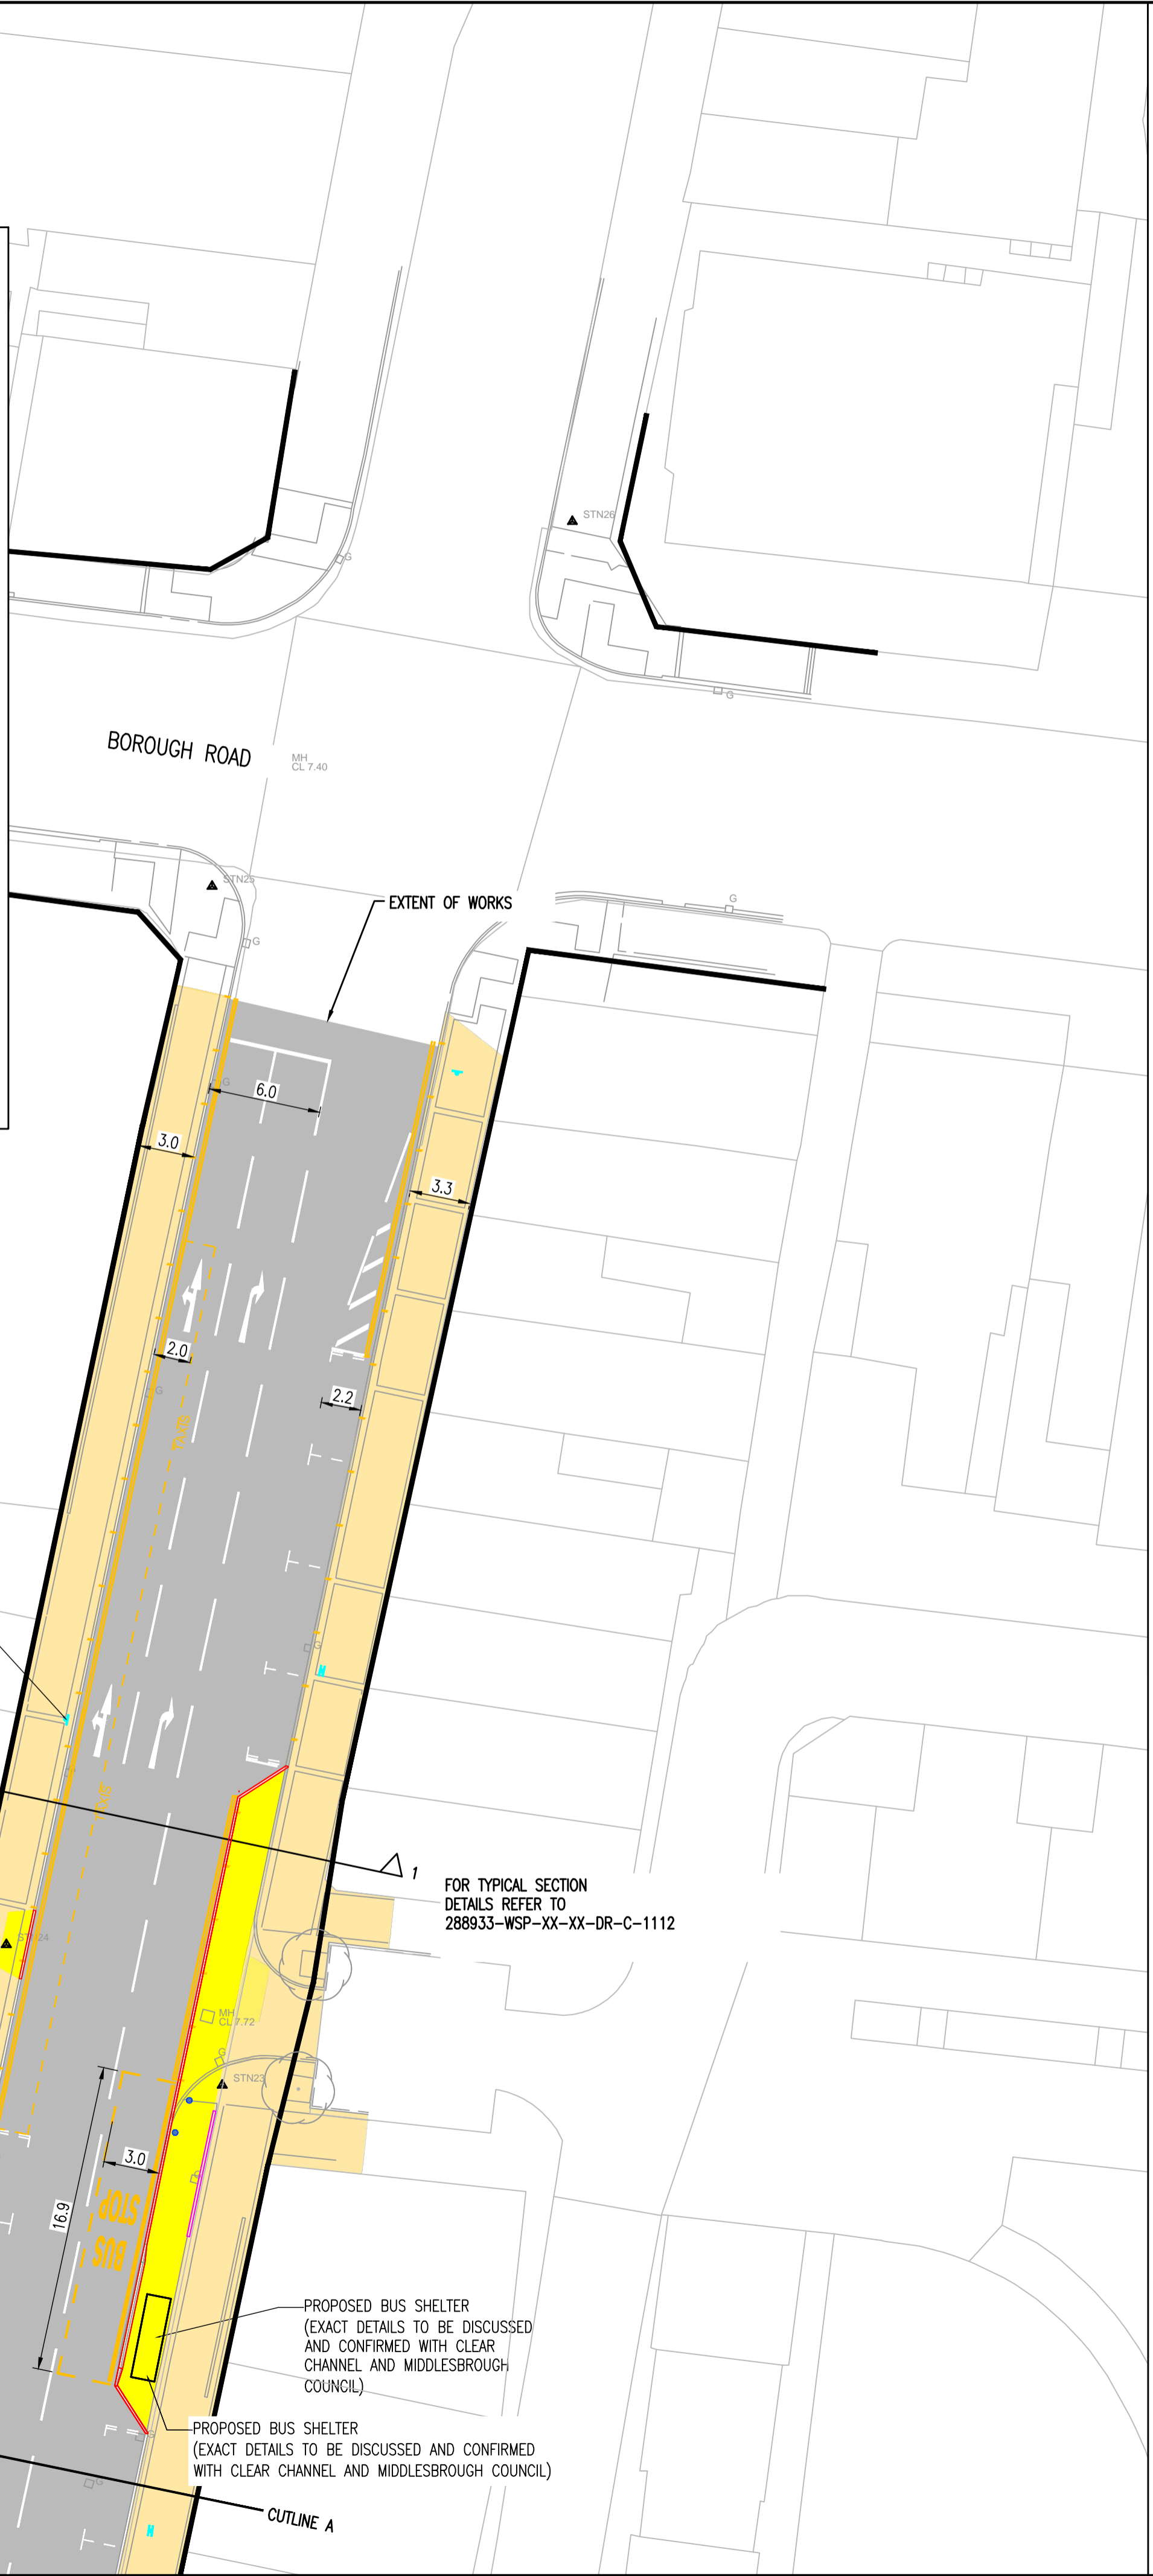 STN26
G
G
BOROUGH ROAD
MH
CL 7.40
STN25
EXTENT OF WORKS
G
G
6.0
G
3.0
3.3
2.0
G
2.2
TAXIS
G
TAXIS
1
FOR TYPICAL SECTION
DETAILS REFER TO
288933-WSP-XX-XX-DR-C-1112
MH
CL 7.72
G
STN23
3.0
G
16.9
BUS
STOP
PROPOSED BUS SHELTER
(EXACT DETAILS TO BE DISCUSSED
AND CONFIRMED WITH CLEAR
CHANNEL AND MIDDLESBROUGH
COUNCIL)
PROPOSED BUS SHELTER
(EXACT DETAILS TO BE DISCUSSED AND CONFIRMED
WITH CLEAR CHANNEL AND MIDDLESBROUGH COUNCIL)
G
G
CUTLINE A